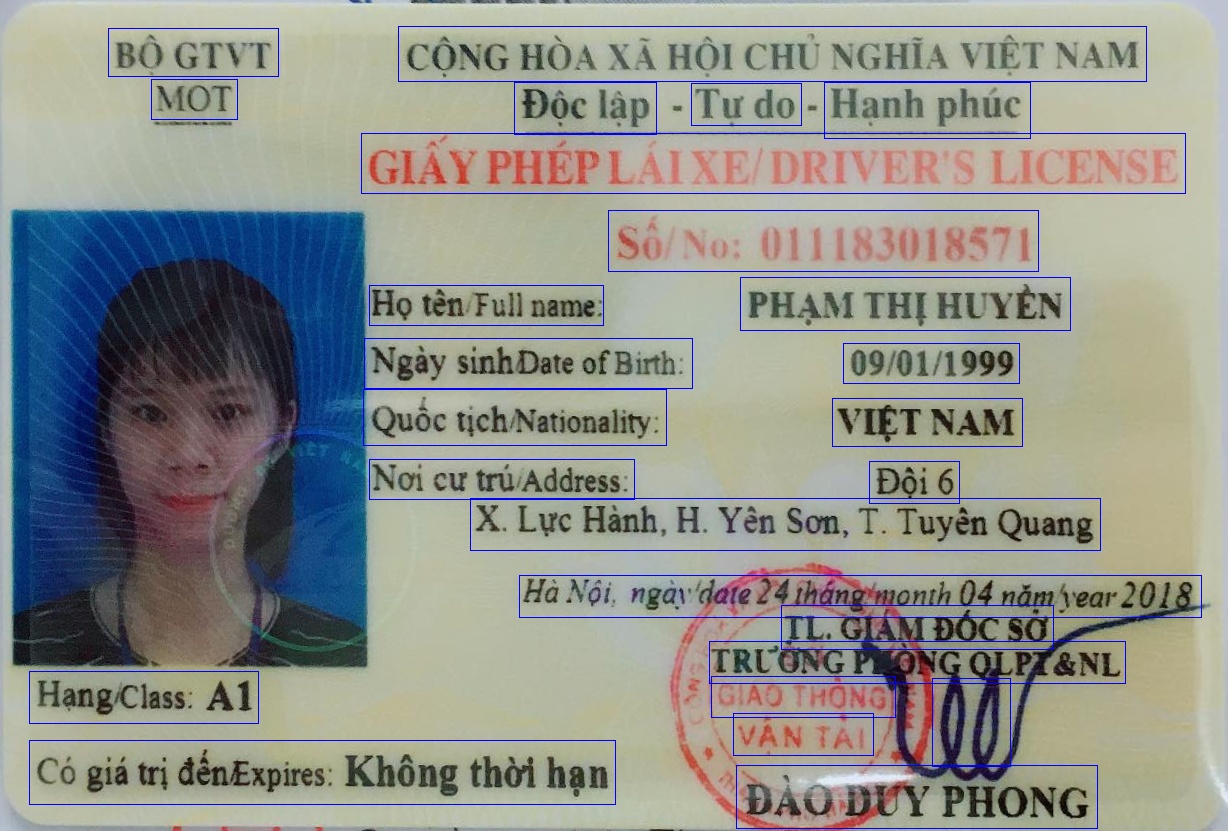 BỘ GTVT
MOT
CỘNG HÒA XÃ HỘI CHỦ NGHĨA VIỆT NAM
Độc lập - Tự do - Hạnh phúc
GIẤY PHÉP LÁI XE/ DRIVER'S LICENSE
Số/ No: 011183018571
Họ tên/Full name: PHẠM THỊ HUYỀN
Ngày sinh/Date of Birth: 09/01/1999
Quốc tịch/Nationality: VIỆT NAM
Nơi cư trú/Address: Đội 6
X. Lực Hành, H. Yên Sơn, T. Tuyên Quang
Hà Nội, ngày/date 24 tháng/month 04 năm/year 2018
TL. GIÁM ĐỐC SỞ
TRƯỞNG PHÒNG QLPT&NL
GIAO THÔNG
VẬN TẢI
Hạng/Class: A1
Có giá trị đến/Expires: Không thời hạn
ĐÀO DUY PHONG